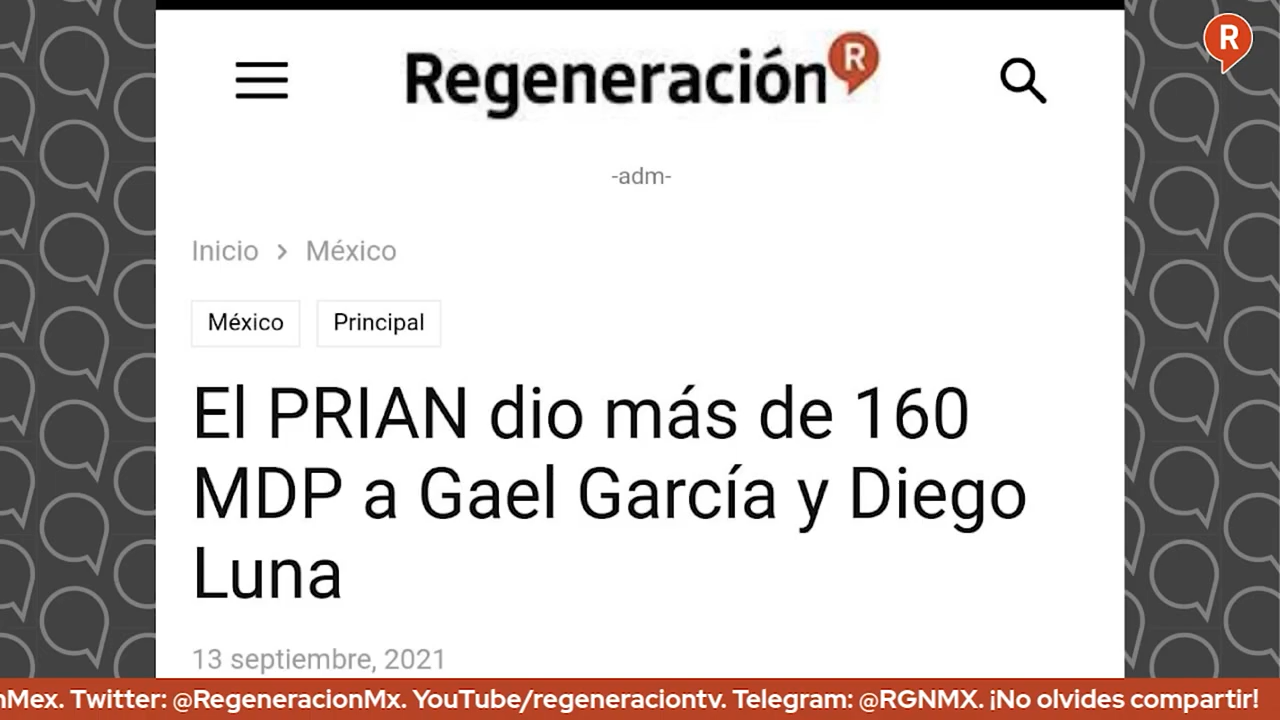 Regeneración R
R
-adm-
Inicio > México
México Principal
El PRIAN dio más de 160
MDP a Gael García y Diego
Luna
13 septiembre, 2021
nMex. Twitter: @RegeneracionMx. YouTube/regeneraciontv. Telegram: @RGNMX. ¡No olvides compartir!